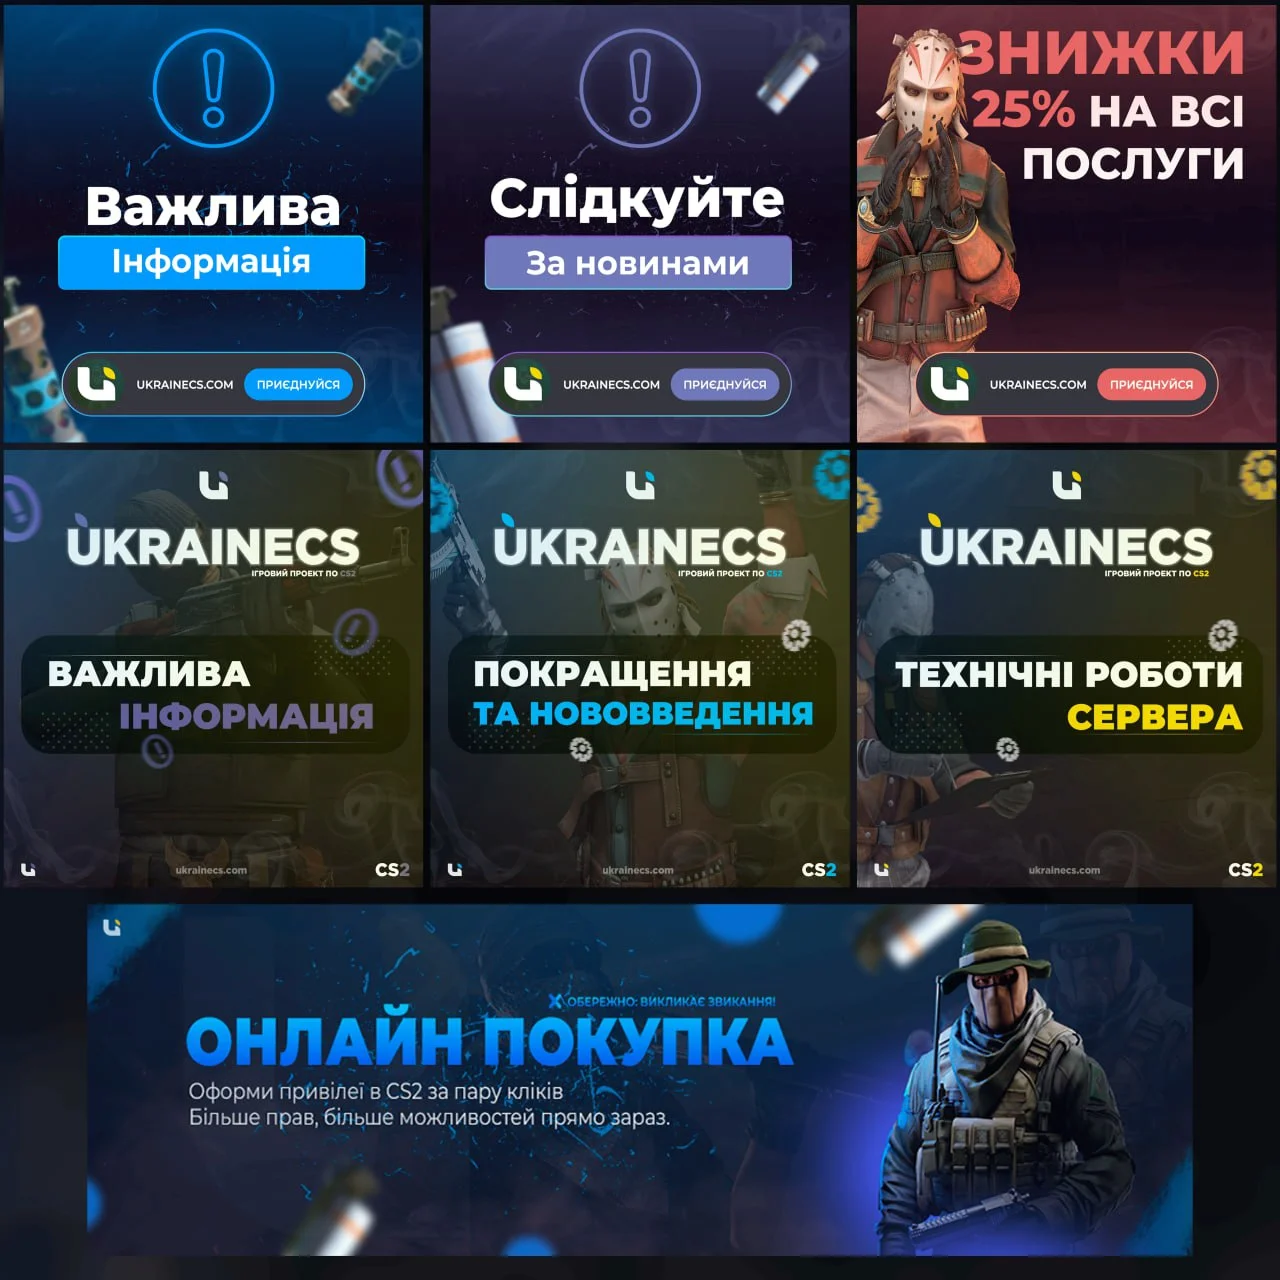 Важлива
Інформація
UKRAINECS.COM
ПРИЄДНУЙСЯ
Слідкуйте
За новинами
UKRAINECS.COM
ПРИЄДНУЙСЯ
ЗНИЖКИ
25% НА ВСІ
ПОСЛУГИ
UKRAINECS.COM
ПРИЄДНУЙСЯ
UKRAINECS
ІГРОВИЙ ПРОЕКТ ПО CS2
ВАЖЛИВА
ІНФОРМАЦІЯ
ukrainecs.com
CS2
UKRAINECS
ІГРОВИЙ ПРОЕКТ ПО CS2
ПОКРАЩЕННЯ
ТА НОВОВВЕДЕННЯ
ukrainecs.com
CS2
UKRAINECS
ІГРОВИЙ ПРОЕКТ ПО CS2
ТЕХНІЧНІ РОБОТИ
СЕРВЕРА
ukrainecs.com
CS2
ОБЕРЕЖНО: ВИКЛИКАЄ ЗВИКАННЯ!
ОНЛАЙН ПОКУПКА
Оформи привілеї в CS2 за пару кліків
Більше прав, більше можливостей прямо зараз.